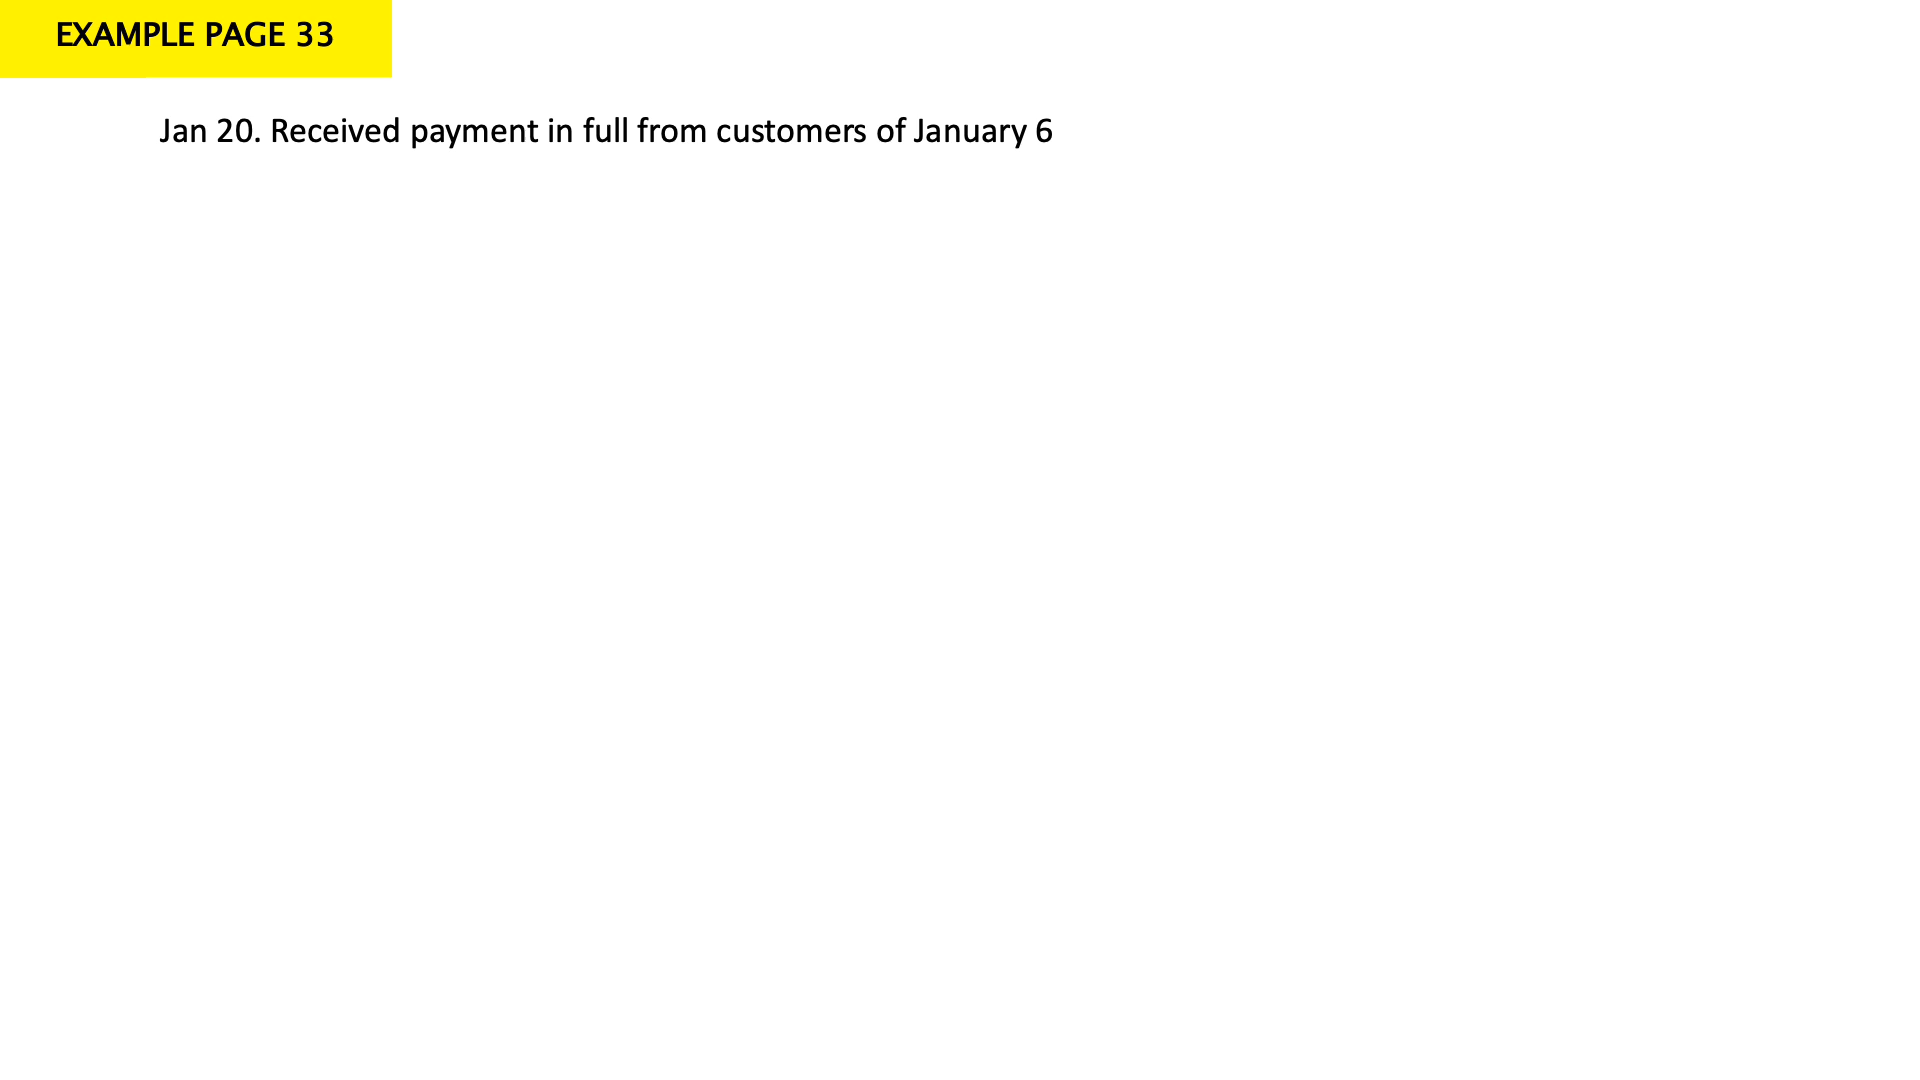 EXAMPLE PAGE 33
Jan 20. Received payment in full from customers of January 6